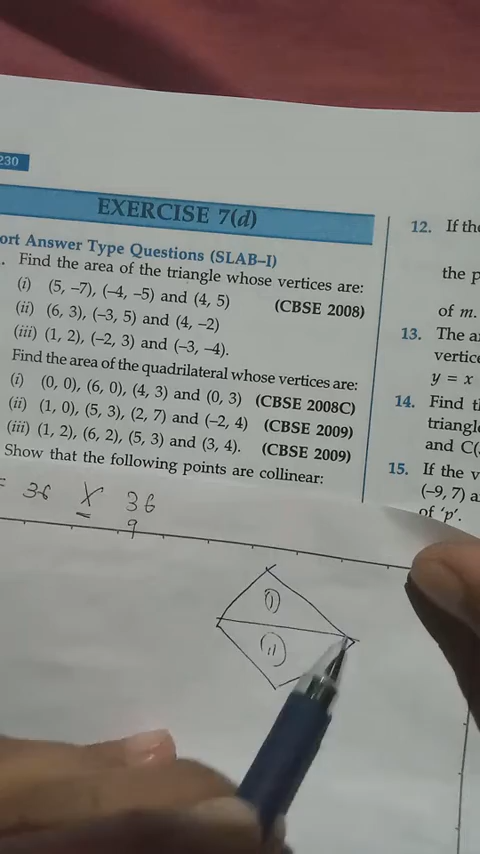 230
EXERCISE 7(d)
ort Answer Type Questions (SLAB–I)
. Find the area of the triangle whose vertices are:
(i) (5, –7), (–4, –5) and (4, 5) (CBSE 2008)
(ii) (6, 3), (–3, 5) and (4, –2)
(iii) (1, 2), (–2, 3) and (–3, –4).
Find the area of the quadrilateral whose vertices are:
(i) (0, 0), (6, 0), (4, 3) and (0, 3) (CBSE 2008C)
(ii) (1, 0), (5, 3), (2, 7) and (–2, 4) (CBSE 2009)
(iii) (1, 2), (6, 2), (5, 3) and (3, 4). (CBSE 2009)
Show that the following points are collinear:
12. If the
the p
of m.
13. The a
vertice
y = x
14. Find t
triangl
and C(
15. If the v
(–9, 7) a
of 'p'.
= 36 X 36
9
(i)
(ii)